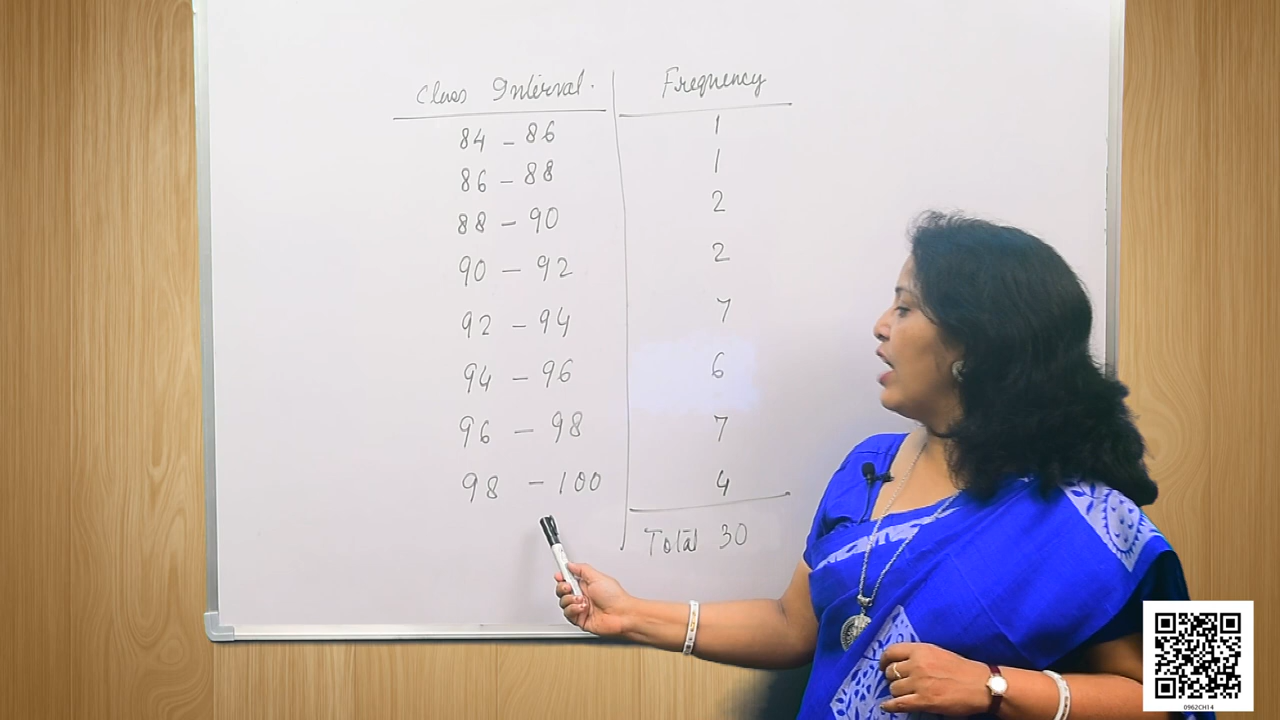 Class Interval. Frequency
84 - 86 1
86 - 88 1
88 - 90 2
90 - 92 2
92 - 94 7
94 - 96 6
96 - 98 7
98 - 100 4
Total 30
0962CH14